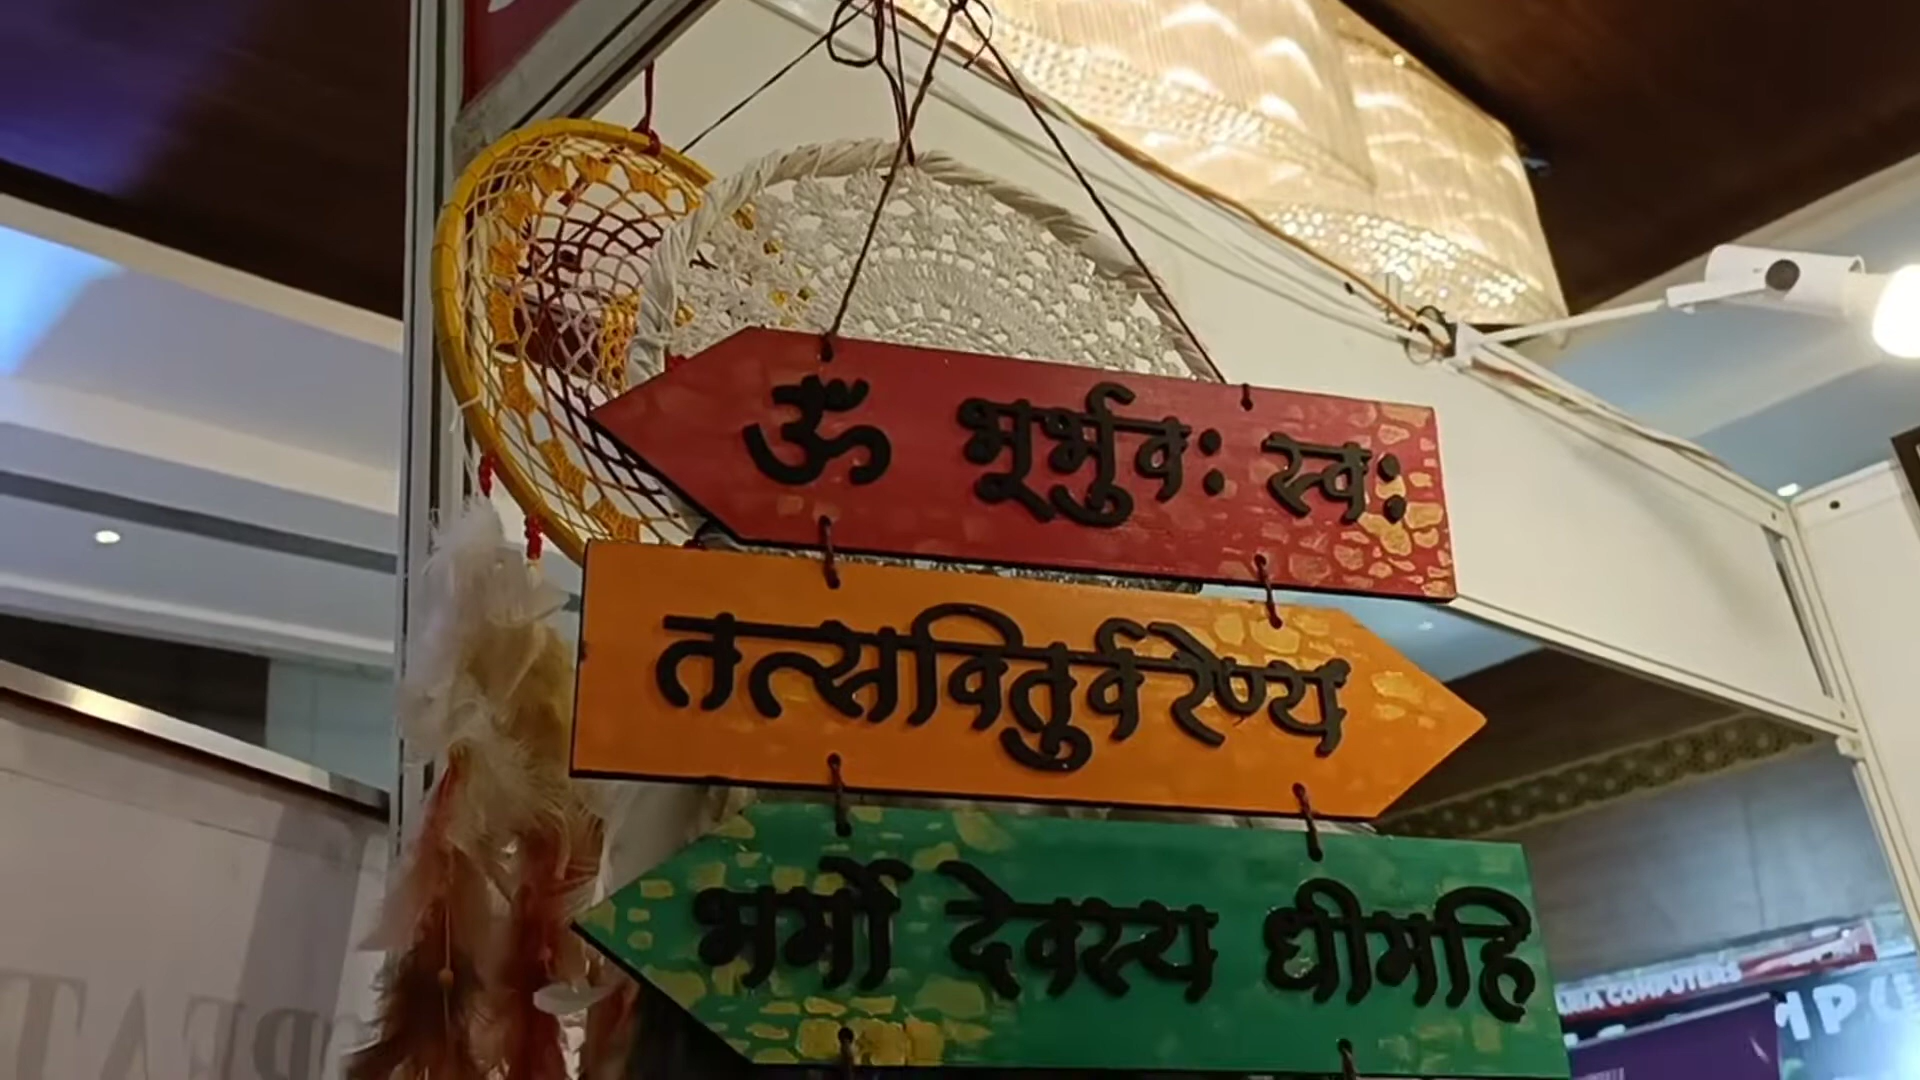 ॐ भूर्भुवः स्वः
तत्सवितुर्वरेण्य
भर्गो देवस्य धीमहि
COMPUTERS